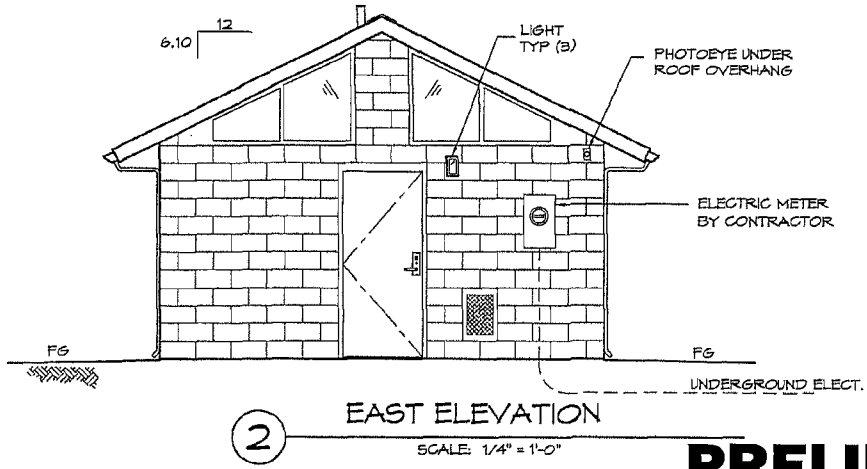 12
6.10
LIGHT
TYP (3)
PHOTOEYE UNDER
ROOF OVERHANG
ELECTRIC METER
BY CONTRACTOR
FG
FG
UNDERGROUND ELECT.
2
EAST ELEVATION
SCALE: 1/4" = 1'-0"